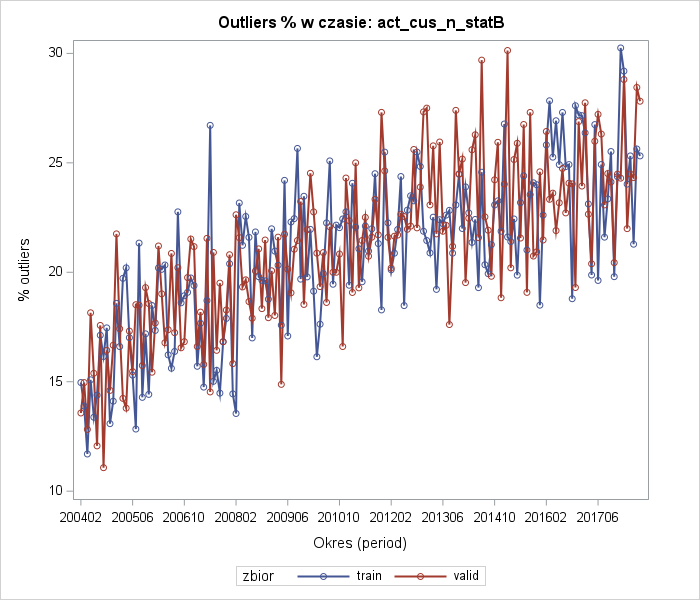 Outliers % w czasie: act_cus_n_statB
30
25
20
15
10
% outliers
200402 200506 200610 200802 200906 201010 201202 201306 201410 201602 201706
Okres (period)
zbior train valid